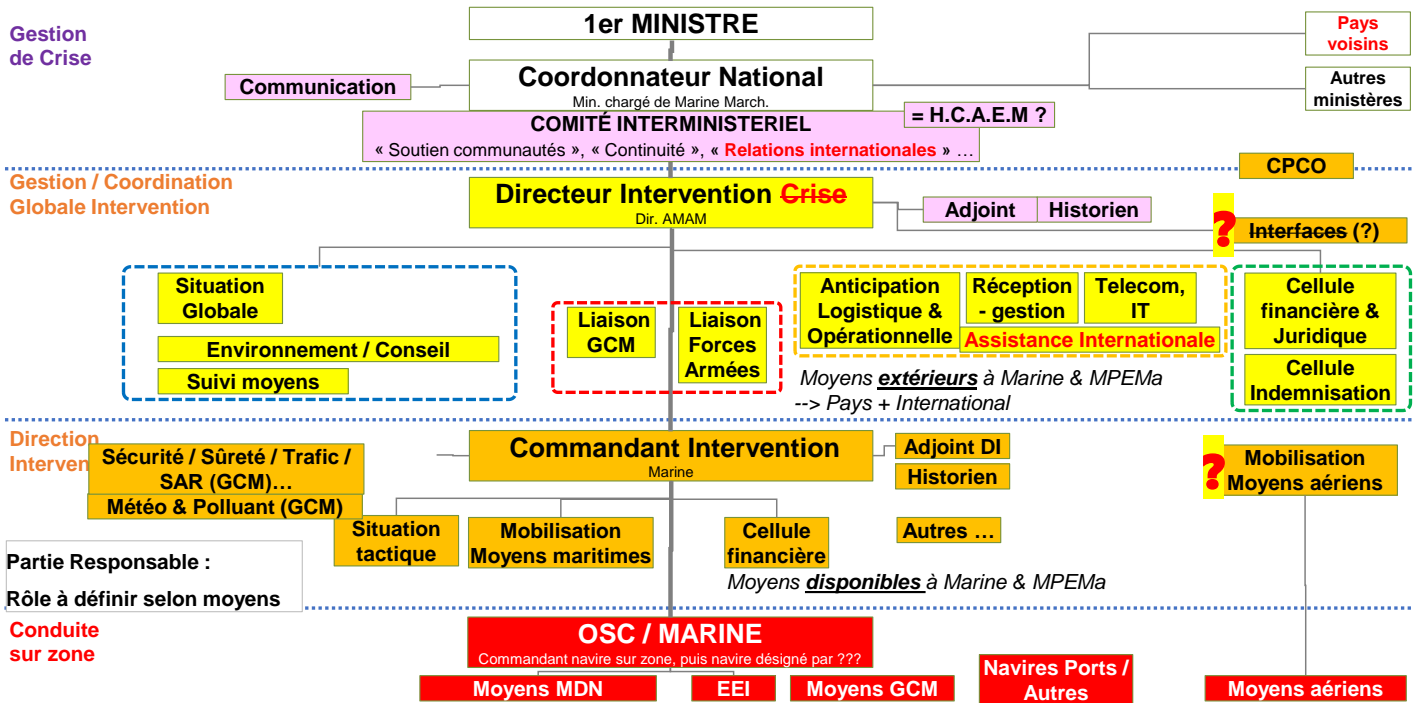 Gestion
de Crise
1er MINISTRE
Pays
voisins
Coordonnateur National
Min. chargé de Marine March.
Communication
Autres
ministères
= H.C.A.E.M ?
COMITÉ INTERMINISTERIEL
« Soutien communautés », « Continuité », « Relations internationales » …
CPCO
Gestion / Coordination
Globale Intervention
Directeur Intervention Crise
Dir. AMAM
Adjoint
Historien
?
Interfaces (?)
Situation
Globale
Environnement / Conseil
Suivi moyens
Liaison
GCM
Liaison
Forces
Armées
Anticipation
Logistique &
Opérationnelle
Réception
- gestion
Telecom,
IT
Assistance Internationale
Moyens extérieurs à Marine & MPEMa
--> Pays + International
Cellule
financière &
Juridique
Cellule
Indemnisation
Direction
Interven
Sécurité / Sûreté / Trafic /
SAR (GCM)…
Météo & Polluant (GCM)
Commandant Intervention
Marine
Adjoint DI
Historien
?
Mobilisation
Moyens aériens
Situation
tactique
Mobilisation
Moyens maritimes
Cellule
financière
Autres …
Moyens disponibles à Marine & MPEMa
Partie Responsable :
Rôle à définir selon moyens
Conduite
sur zone
OSC / MARINE
Commandant navire sur zone, puis navire désigné par ???
Moyens MDN
EEI
Moyens GCM
Navires Ports /
Autres
Moyens aériens